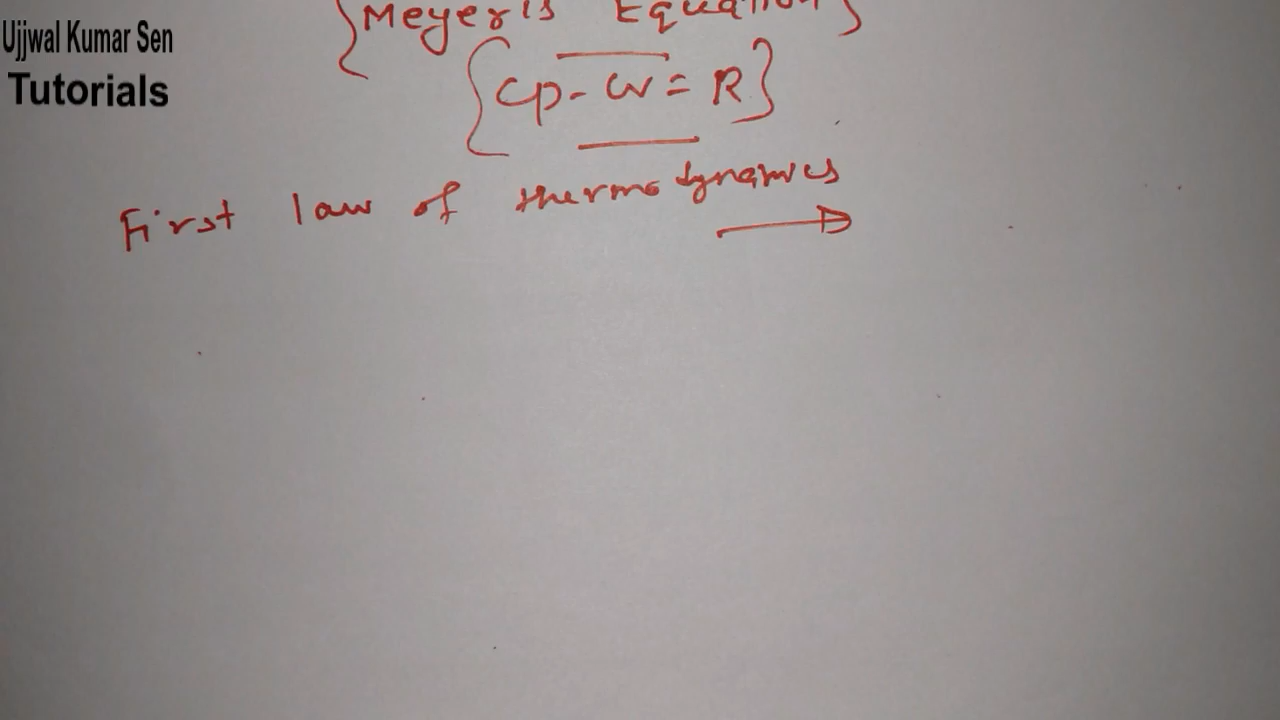 Ujjwal Kumar Sen
Tutorials
{Meyer's Equation}
{Cp - Cv = R}
First law of thermodynamics →